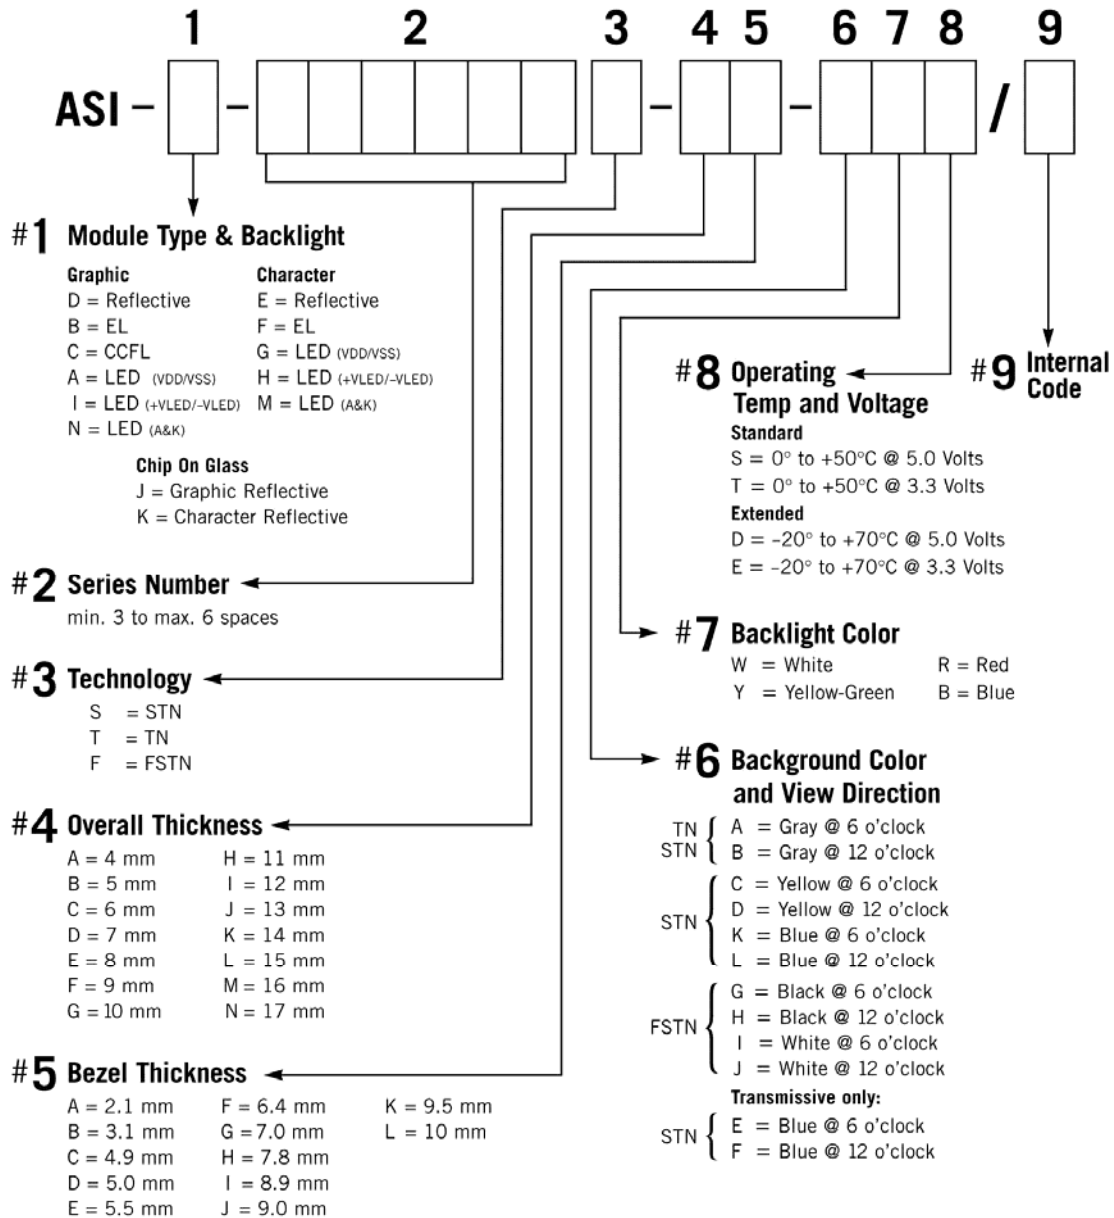 1 2 3 4 5 6 7 8 9
ASI – – – – /
#1 Module Type & Backlight
Graphic
D = Reflective
B = EL
C = CCFL
A = LED (VDD/VSS)
I = LED (+VLED/–VLED)
N = LED (A&K)
Character
E = Reflective
F = EL
G = LED (VDD/VSS)
H = LED (+VLED/–VLED)
M = LED (A&K)
Chip On Glass
J = Graphic Reflective
K = Character Reflective
#2 Series Number
min. 3 to max. 6 spaces
#3 Technology
S = STN
T = TN
F = FSTN
#4 Overall Thickness
A = 4 mm
B = 5 mm
C = 6 mm
D = 7 mm
E = 8 mm
F = 9 mm
G = 10 mm
H = 11 mm
I = 12 mm
J = 13 mm
K = 14 mm
L = 15 mm
M = 16 mm
N = 17 mm
#5 Bezel Thickness
A = 2.1 mm
B = 3.1 mm
C = 4.9 mm
D = 5.0 mm
E = 5.5 mm
F = 6.4 mm
G = 7.0 mm
H = 7.8 mm
I = 8.9 mm
J = 9.0 mm
K = 9.5 mm
L = 10 mm
#8 Operating
Temp and Voltage
Standard
S = 0° to +50°C @ 5.0 Volts
T = 0° to +50°C @ 3.3 Volts
Extended
D = –20° to +70°C @ 5.0 Volts
E = –20° to +70°C @ 3.3 Volts
#9 Internal
Code
#7 Backlight Color
W = White
Y = Yellow-Green
R = Red
B = Blue
#6 Background Color
and View Direction
TN
STN
A = Gray @ 6 o'clock
B = Gray @ 12 o'clock
STN
C = Yellow @ 6 o'clock
D = Yellow @ 12 o'clock
K = Blue @ 6 o'clock
L = Blue @ 12 o'clock
FSTN
G = Black @ 6 o'clock
H = Black @ 12 o'clock
I = White @ 6 o'clock
J = White @ 12 o'clock
Transmissive only:
STN
E = Blue @ 6 o'clock
F = Blue @ 12 o'clock